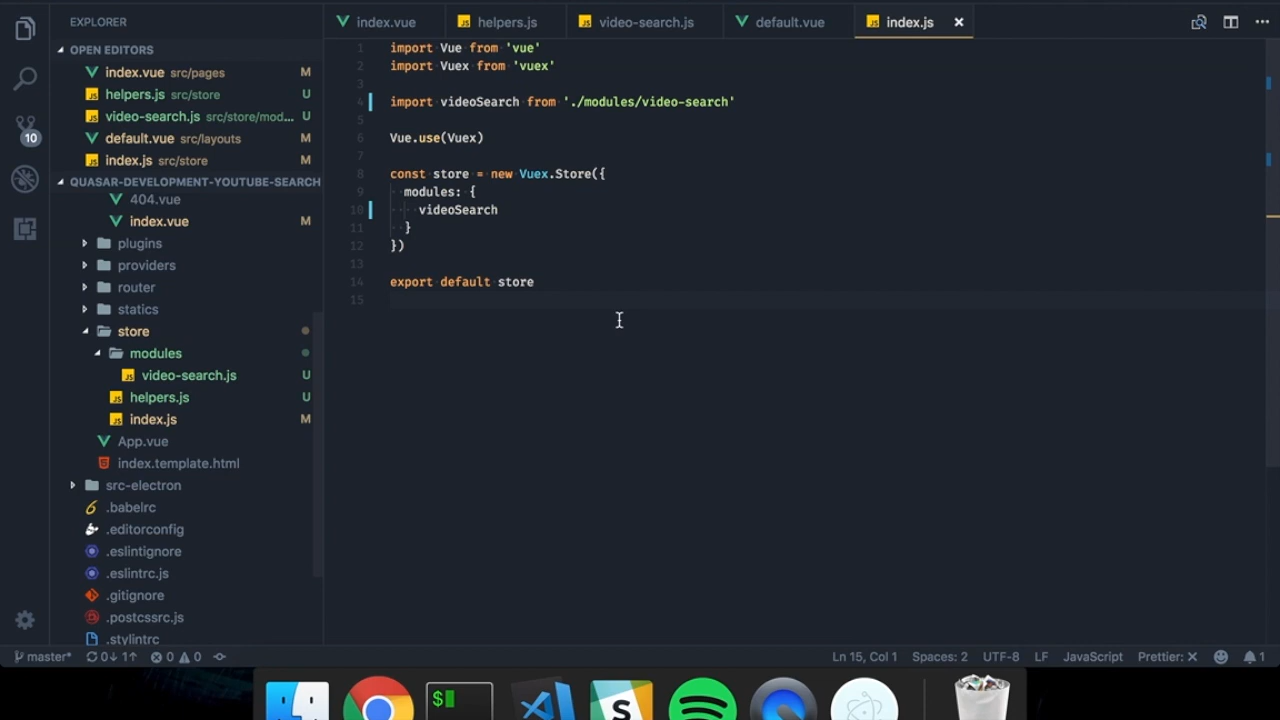 EXPLORER
OPEN EDITORS
index.vue src/pages M
helpers.js src/store U
video-search.js src/store/mod... U
default.vue src/layouts M
index.js src/store M
QUASAR-DEVELOPMENT-YOUTUBE-SEARCH
404.vue
index.vue M
plugins
providers
router
statics
store
modules
video-search.js U
helpers.js U
index.js M
App.vue
index.template.html
src-electron
.babelrc
.editorconfig
.eslintignore
.eslintrc.js
.gitignore
.postcssrc.js
.stylintrc
10
index.vue helpers.js video-search.js default.vue index.js
1 import Vue from 'vue'
2 import Vuex from 'vuex'
3
4 import videoSearch from './modules/video-search'
5
6 Vue.use(Vuex)
7
8 const store = new Vuex.Store({
9 modules: {
10 videoSearch
11 }
12 })
13
14 export default store
15
master* 0↓ 1↑ 0 0 Ln 15, Col 1 Spaces: 2 UTF-8 LF JavaScript Prettier: ✕ 1
$ S